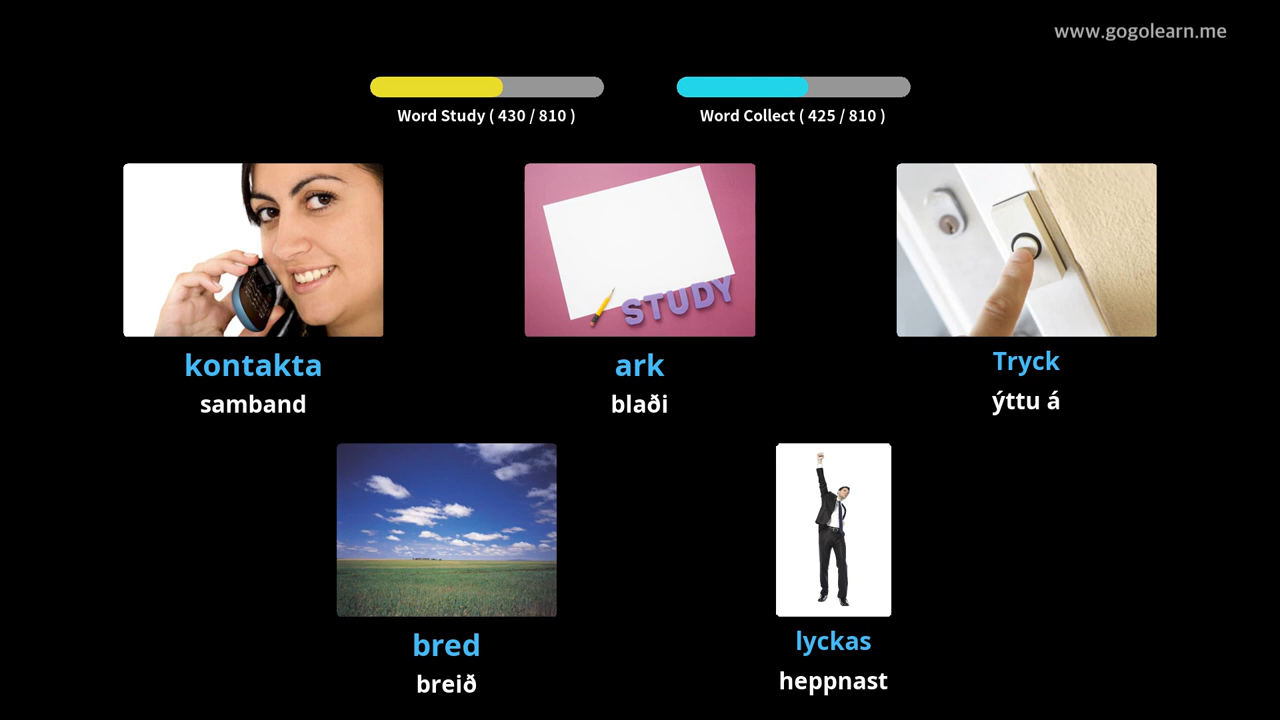 www.gogolearn.me
Word Study ( 430 / 810 )
Word Collect ( 425 / 810 )
STUDY
kontakta
samband
ark
blaði
Tryck
ýttu á
bred
breið
lyckas
heppnast